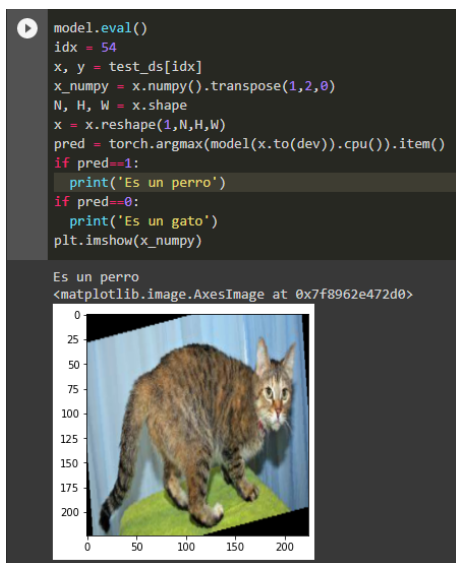 model.eval()
idx = 54
x, y = test_ds[idx]
x_numpy = x.numpy().transpose(1,2,0)
N, H, W = x.shape
x = x.reshape(1,N,H,W)
pred = torch.argmax(model(x.to(dev)).cpu()).item()
if pred==1:
  print('Es un perro')
if pred==0:
  print('Es un gato')
plt.imshow(x_numpy)
Es un perro
<matplotlib.image.AxesImage at 0x7f8962e472d0>
0
25
50
75
100
125
150
175
200
0 50 100 150 200